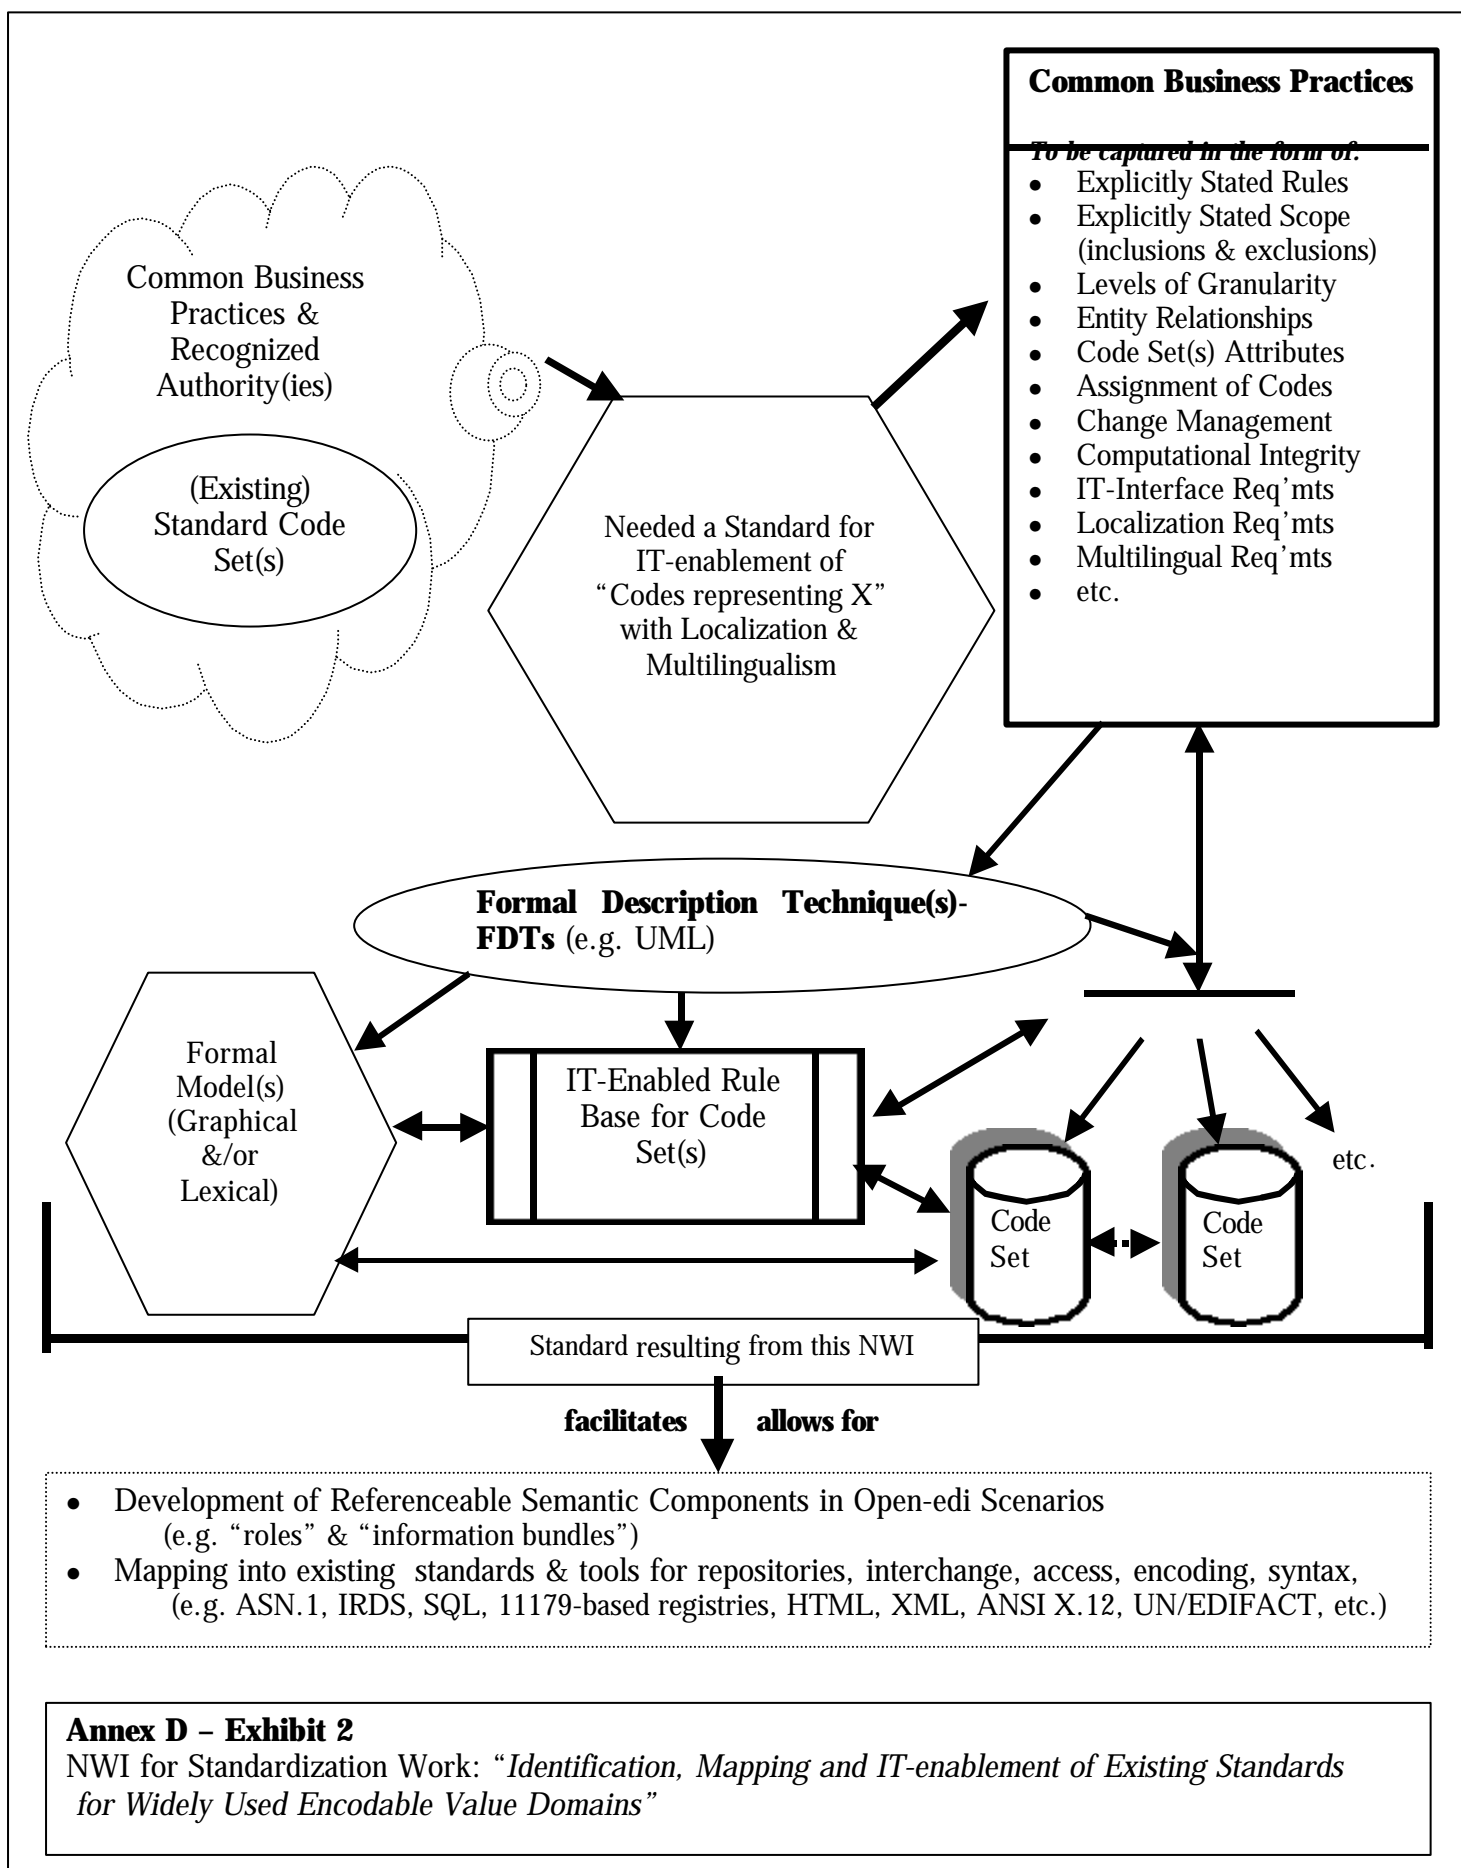 Common Business Practices
To be captured in the form of:
• Explicitly Stated Rules
• Explicitly Stated Scope
(inclusions & exclusions)
• Levels of Granularity
• Entity Relationships
• Code Set(s) Attributes
• Assignment of Codes
• Change Management
• Computational Integrity
• IT-Interface Req’mts
• Localization Req’mts
• Multilingual Req’mts
• etc.
Common Business
Practices &
Recognized
Authority(ies)
(Existing)
Standard Code
Set(s)
Needed a Standard for
IT-enablement of
“Codes representing X”
with Localization &
Multilingualism
Formal Description Technique(s)-
FDTs (e.g. UML)
Formal
Model(s)
(Graphical
&/or
Lexical)
IT-Enabled Rule
Base for Code
Set(s)
Code
Set
Code
Set
etc.
Standard resulting from this NWI
facilitates allows for
• Development of Referenceable Semantic Components in Open-edi Scenarios
(e.g. “roles” & “information bundles”)
• Mapping into existing standards & tools for repositories, interchange, access, encoding, syntax,
(e.g. ASN.1, IRDS, SQL, 11179-based registries, HTML, XML, ANSI X.12, UN/EDIFACT, etc.)
Annex D – Exhibit 2
NWI for Standardization Work: “Identification, Mapping and IT-enablement of Existing Standards
for Widely Used Encodable Value Domains”